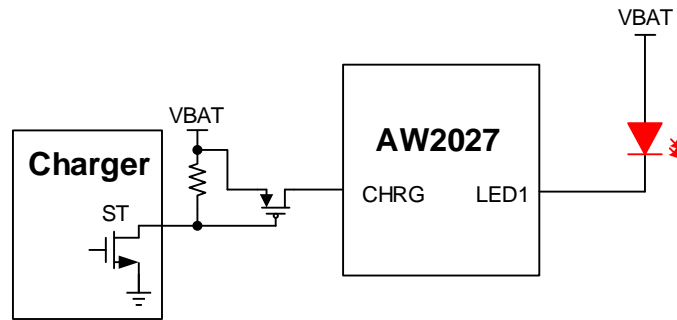 VBAT
VBAT
AW2027
Charger
CHRG
LED1
ST